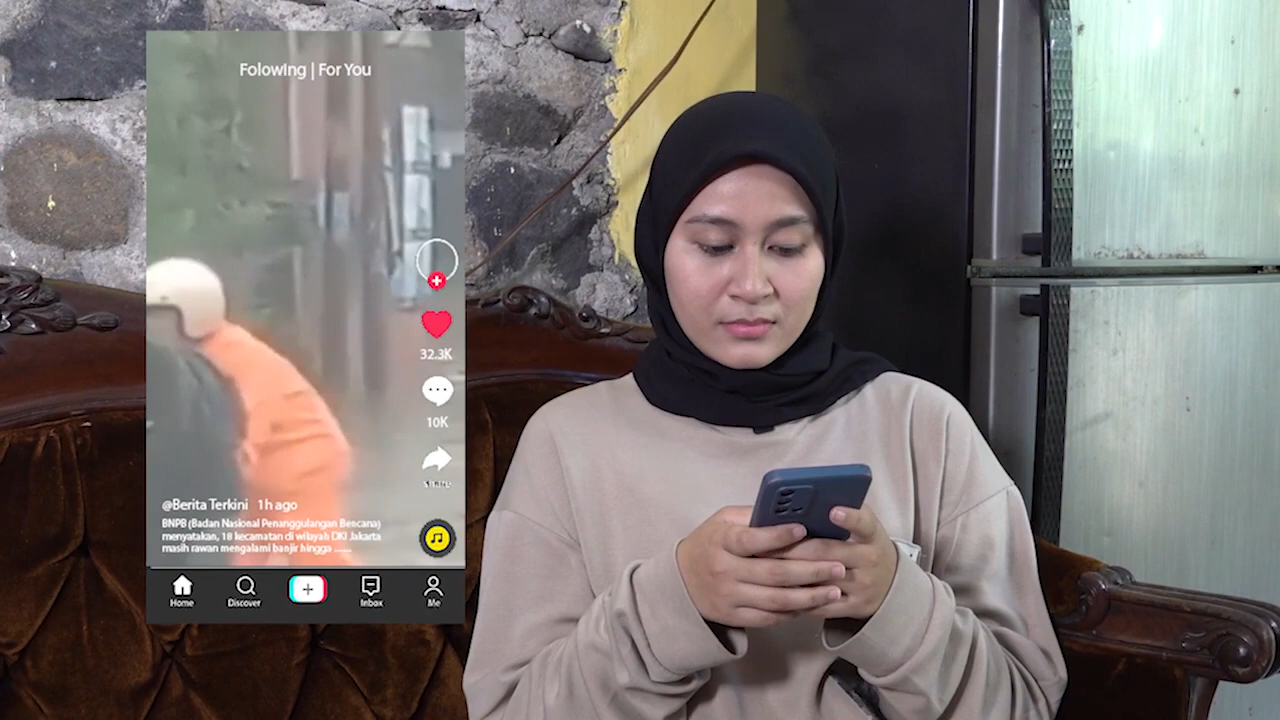 Folowing | For You
32.3K
10K
@Berita Terkini 1h ago
BNPB (Badan Nasional Penanggulangan Bencana)
menyatakan, 18 kecamatan di wilayah DKI Jakarta
masih rawan mengalami banjir hingga ......
Home Discover Inbox Me